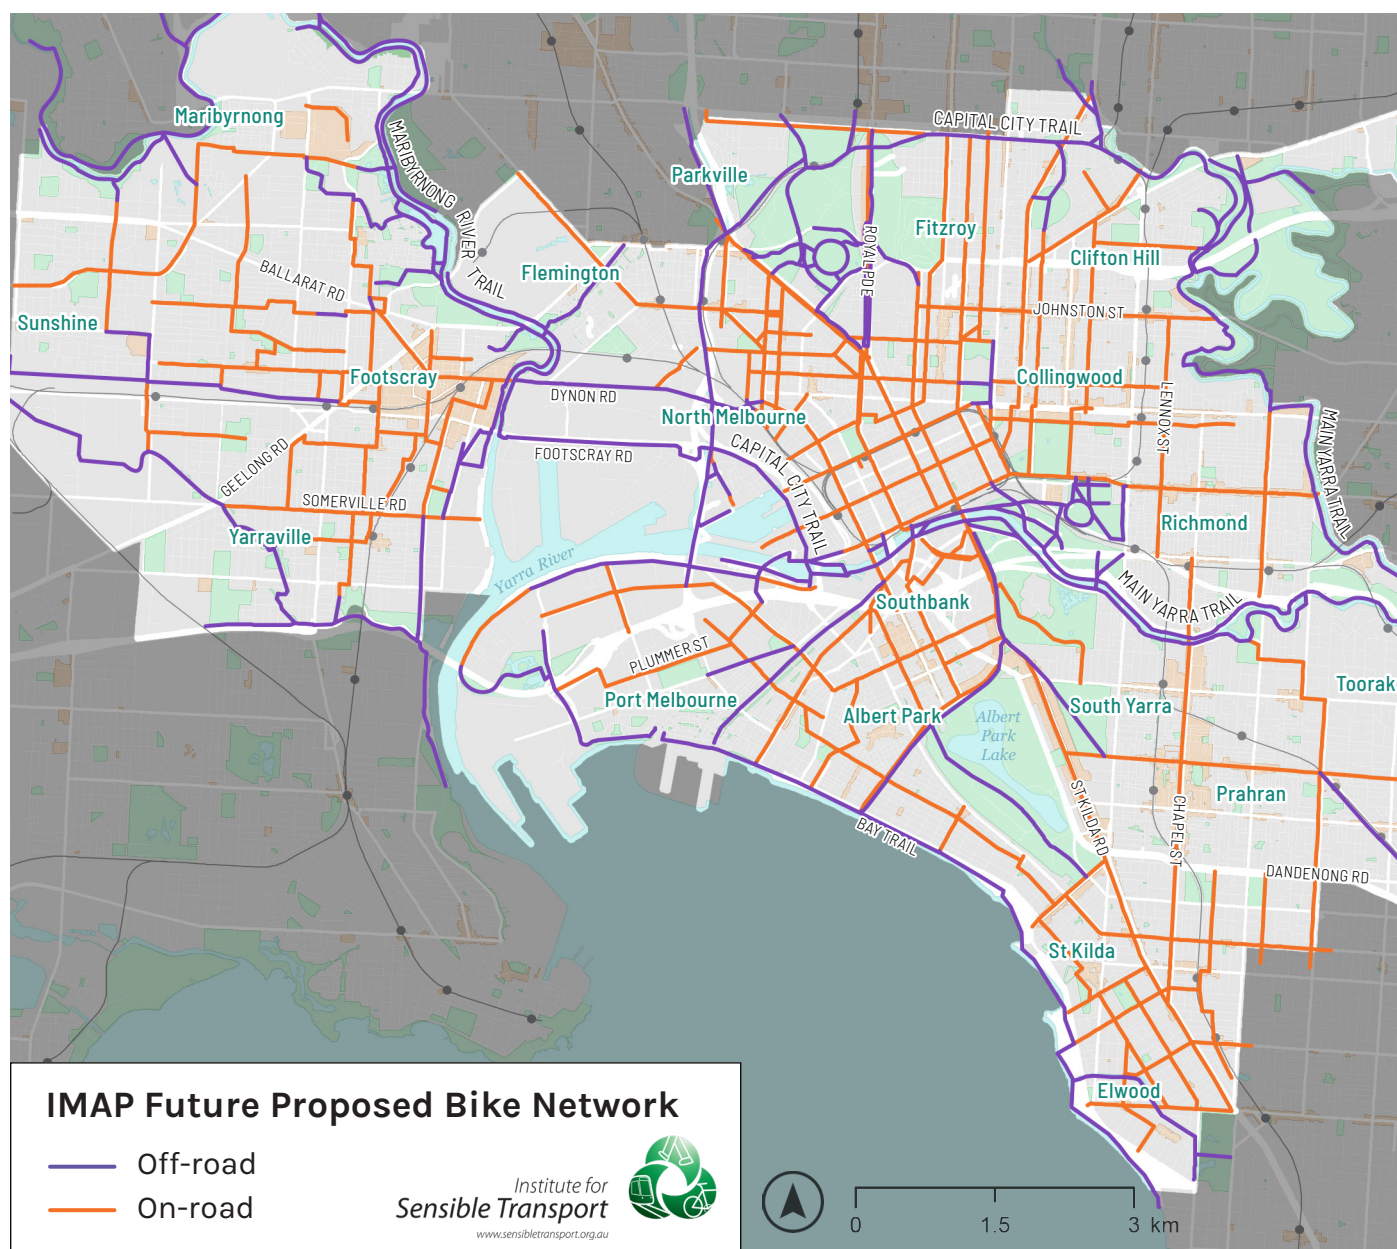 Maribyrnong
MARIBYRNONG RIIVER TRAIL
CAPITAL CITY TRAIL
Parkville
Fitzroy
ROYAL PDE
Clifton Hill
Flemington
BALLARAT RD
Sunshine
JOHNSTON ST
Footscray
Collingwood
DYNON RD
North Melbourne
LENNOX ST
MAIN YARRA TRAIL
CAPITAL CITY TRAIL
FOOTSCRAY RD
GEELONG RD
SOMERVILLE RD
Yarraville
Richmond
Yarra River
MAIN YARRA TRAIL
Southbank
PLUMMER ST
Port Melbourne
Albert Park
Albert
Park
Lake
South Yarra
Toorak
ST KILDA RD
CHAPEL ST
Prahran
BAY TRAIL
DANDENONG RD
St Kilda
Elwood
IMAP Future Proposed Bike Network
Off-road
On-road
Institute for
Sensible Transport
www.sensibletransport.org.au
0 1.5 3 km